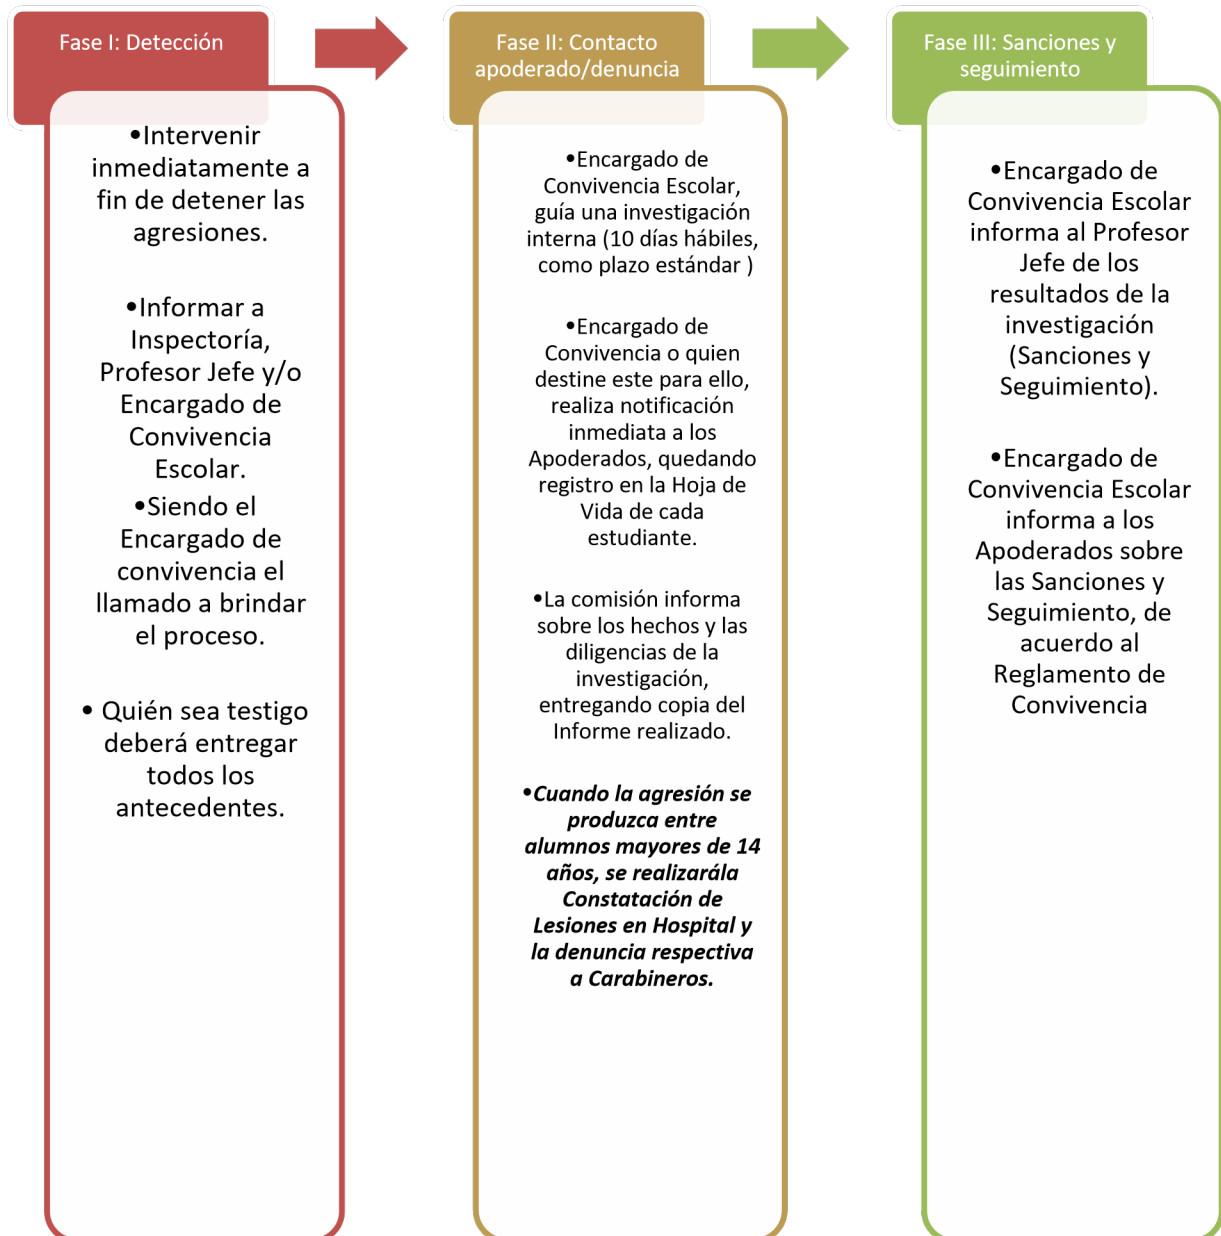 Fase I: Detección
•Intervenir
inmediatamente a
fin de detener las
agresiones.
•Informar a
Inspectoría,
Profesor Jefe y/o
Encargado de
Convivencia
Escolar.
•Siendo el
Encargado de
convivencia el
llamado a brindar
el proceso.
• Quién sea testigo
deberá entregar
todos los
antecedentes.
Fase II: Contacto
apoderado/denuncia
•Encargado de
Convivencia Escolar,
guía una investigación
interna (10 días hábiles,
como plazo estándar )
•Encargado de
Convivencia o quien
destine este para ello,
realiza notificación
inmediata a los
Apoderados, quedando
registro en la Hoja de
Vida de cada
estudiante.
•La comisión informa
sobre los hechos y las
diligencias de la
investigación,
entregando copia del
Informe realizado.
•Cuando la agresión se
produzca entre
alumnos mayores de 14
años, se realizarála
Constatación de
Lesiones en Hospital y
la denuncia respectiva
a Carabineros.
Fase III: Sanciones y
seguimiento
•Encargado de
Convivencia Escolar
informa al Profesor
Jefe de los
resultados de la
investigación
(Sanciones y
Seguimiento).
•Encargado de
Convivencia Escolar
informa a los
Apoderados sobre
las Sanciones y
Seguimiento, de
acuerdo al
Reglamento de
Convivencia